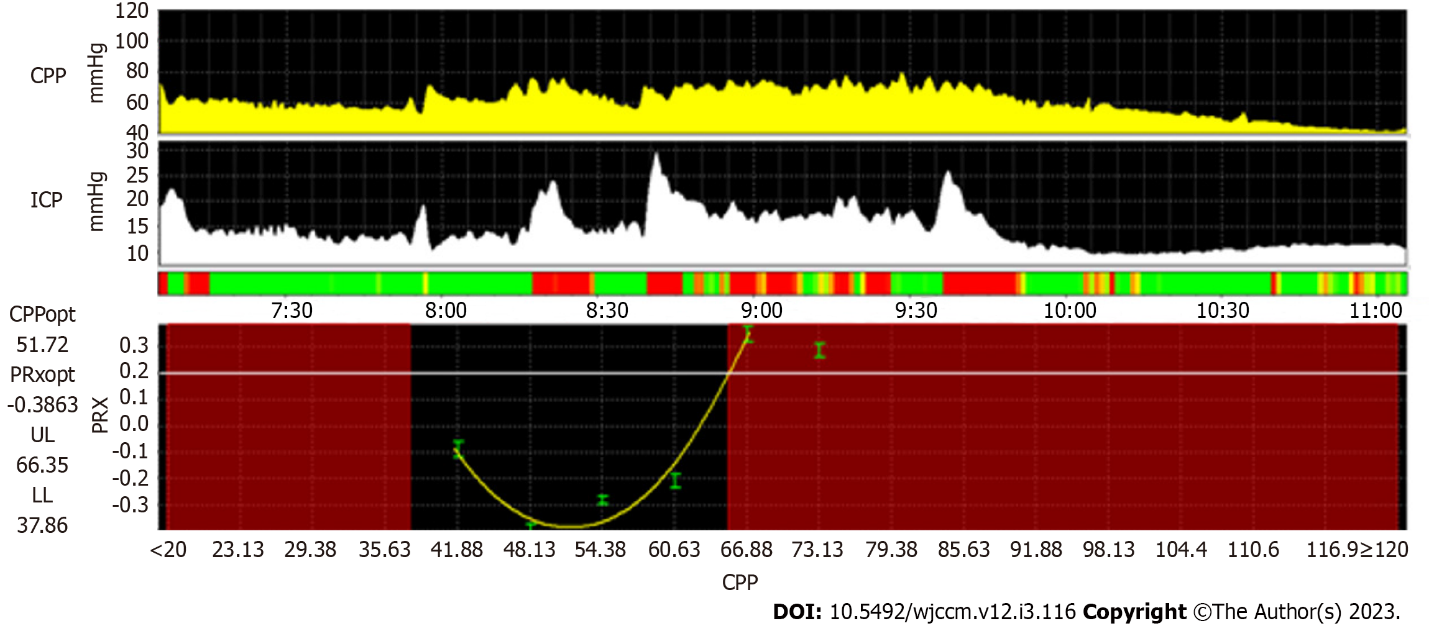 CPP
mmHg
120
100
80
60
40
ICP
mmHg
30
25
20
15
10
7:30 8:00 8:30 9:00 9:30 10:00 10:30 11:00
CPPopt
51.72
PRxopt
-0.3863
UL
66.35
LL
37.86
PRX
0.3
0.2
0.1
0.0
-0.1
-0.2
-0.3
<20 23.13 29.38 35.63 41.88 48.13 54.38 60.63 66.88 73.13 79.38 85.63 91.88 98.13 104.4 110.6 116.9≥120
CPP
DOI: 10.5492/wjccm.v12.i3.116 Copyright ©The Author(s) 2023.